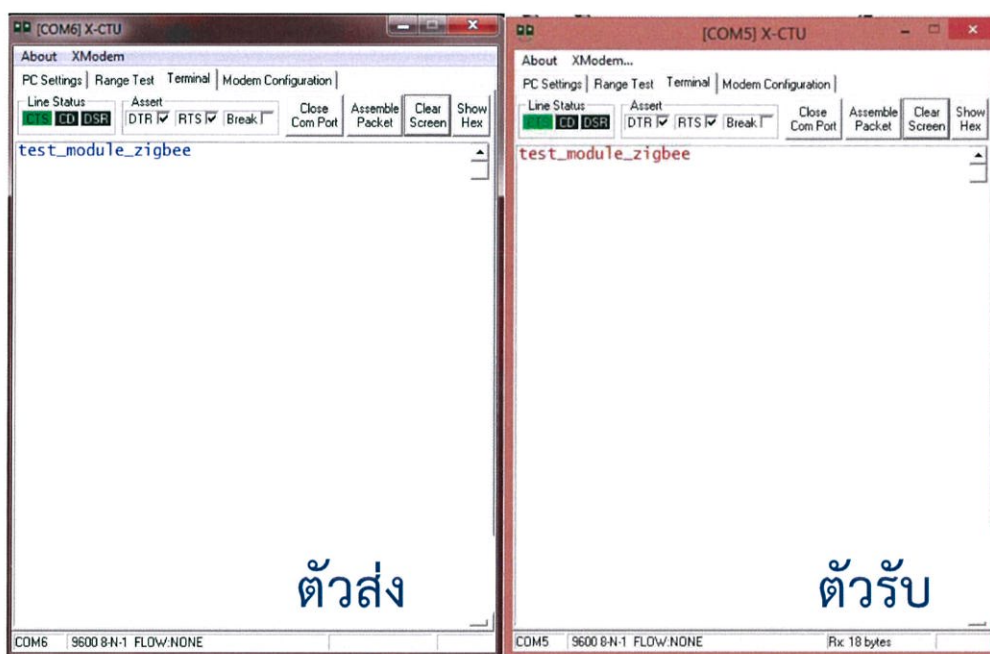 [COM6] X-CTU
About XModem
PC Settings Range Test Terminal Modem Configuration
Line Status Assert
CTS CD DSR DTR RTS Break Close Com Port Assemble Packet Clear Screen Show Hex
test_module_zigbee
ตัวส่ง
COM6 9600 8-N-1 FLOW:NONE
[COM5] X-CTU
About XModem...
PC Settings Range Test Terminal Modem Configuration
Line Status Assert
CTS CD DSR DTR RTS Break Close Com Port Assemble Packet Clear Screen Show Hex
test_module_zigbee
ตัวรับ
COM5 9600 8-N-1 FLOW:NONE Rx: 18 bytes